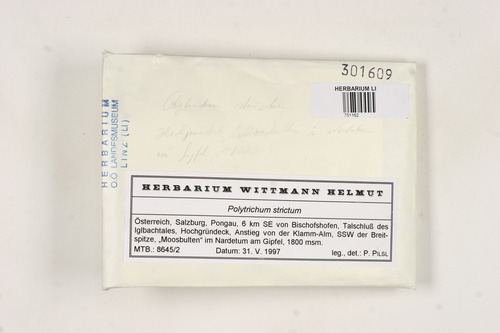 301609
HERBARIUM LI
HERBARIUM
O.Ö LANDESMUSEUM
LINZ (LI)
HERBARIUM WITTMANN HELMUT
Polytrichum strictum
Österreich, Salzburg, Pongau, 6 km SE von Bischofshofen, Talschluß des
Iglbachtales, Hochgründeck, Anstieg von der Klamm-Alm, SSW der Breit-
spitze, „Moosbulten" im Nardetum am Gipfel, 1800 msm.
MTB.: 8645/2 Datum: 31. V. 1997 leg., det.: P. PILSL